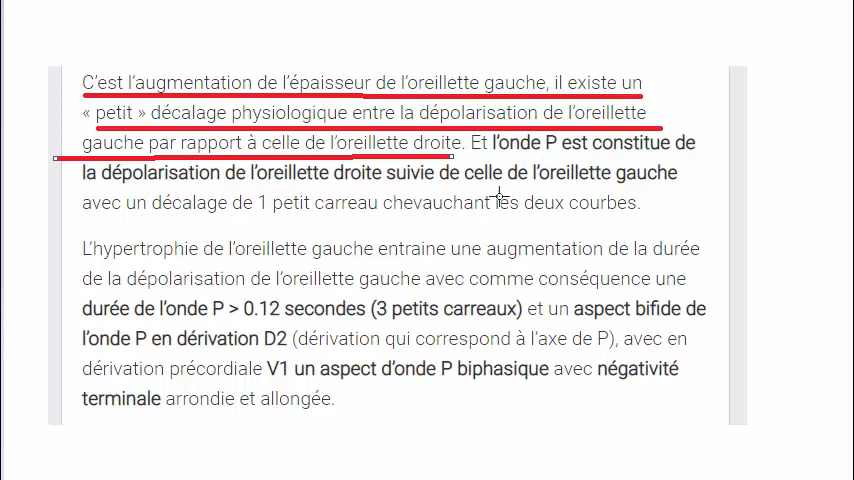 C'est l'augmentation de l'épaisseur de l'oreillette gauche, il existe un
« petit » décalage physiologique entre la dépolarisation de l'oreillette
gauche par rapport à celle de l'oreillette droite. Et l'onde P est constitue de
la dépolarisation de l'oreillette droite suivie de celle de l'oreillette gauche
avec un décalage de 1 petit carreau chevauchant les deux courbes.
L'hypertrophie de l'oreillette gauche entraine une augmentation de la durée
de la dépolarisation de l'oreillette gauche avec comme conséquence une
durée de l'onde P > 0.12 secondes (3 petits carreaux) et un aspect bifide de
l'onde P en dérivation D2 (dérivation qui correspond à l'axe de P), avec en
dérivation précordiale V1 un aspect d'onde P biphasique avec négativité
terminale arrondie et allongée.